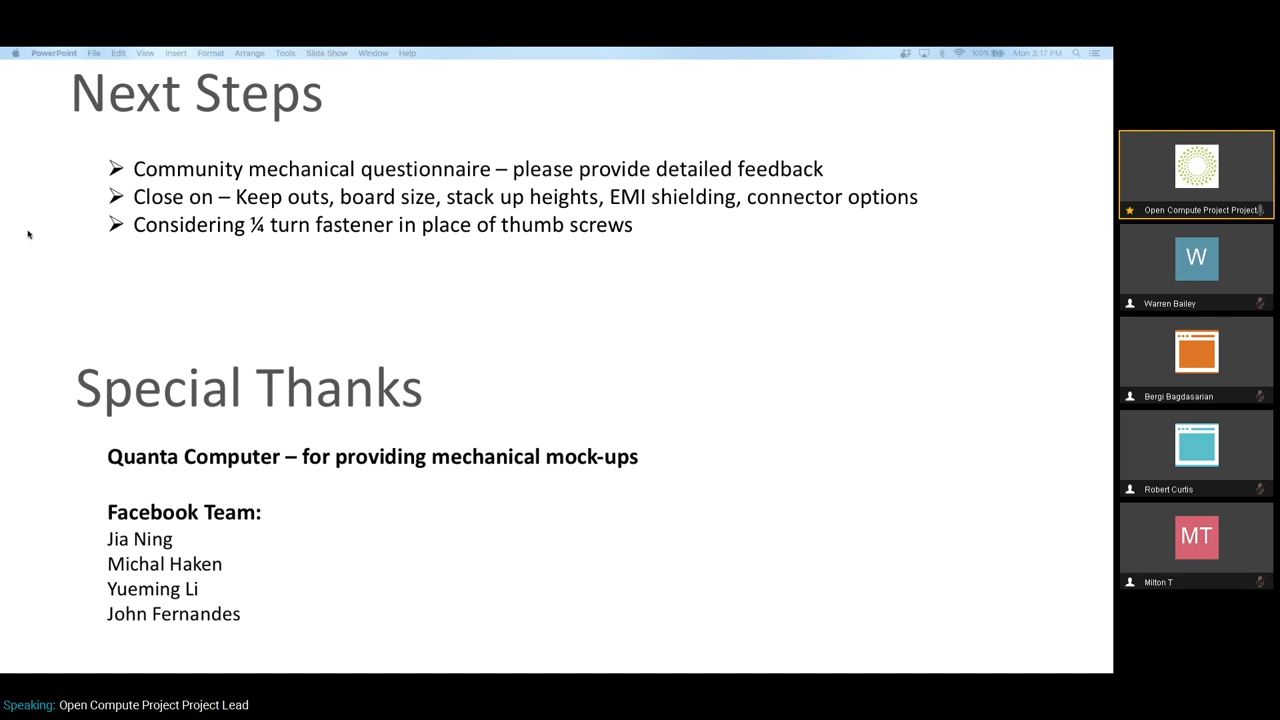 PowerPoint File Edit View Insert Format Arrange Tools Slide Show Window Help 100% Mon 3:17 PM
Next Steps
Community mechanical questionnaire – please provide detailed feedback
Close on – Keep outs, board size, stack up heights, EMI shielding, connector options
Considering ¼ turn fastener in place of thumb screws
Special Thanks
Quanta Computer – for providing mechanical mock-ups
Facebook Team:
Jia Ning
Michal Haken
Yueming Li
John Fernandes
Open Compute Project Project
W
Warren Bailey
Bergi Bagdasarian
Robert Curtis
MT
Milton T
Speaking: Open Compute Project Project Lead